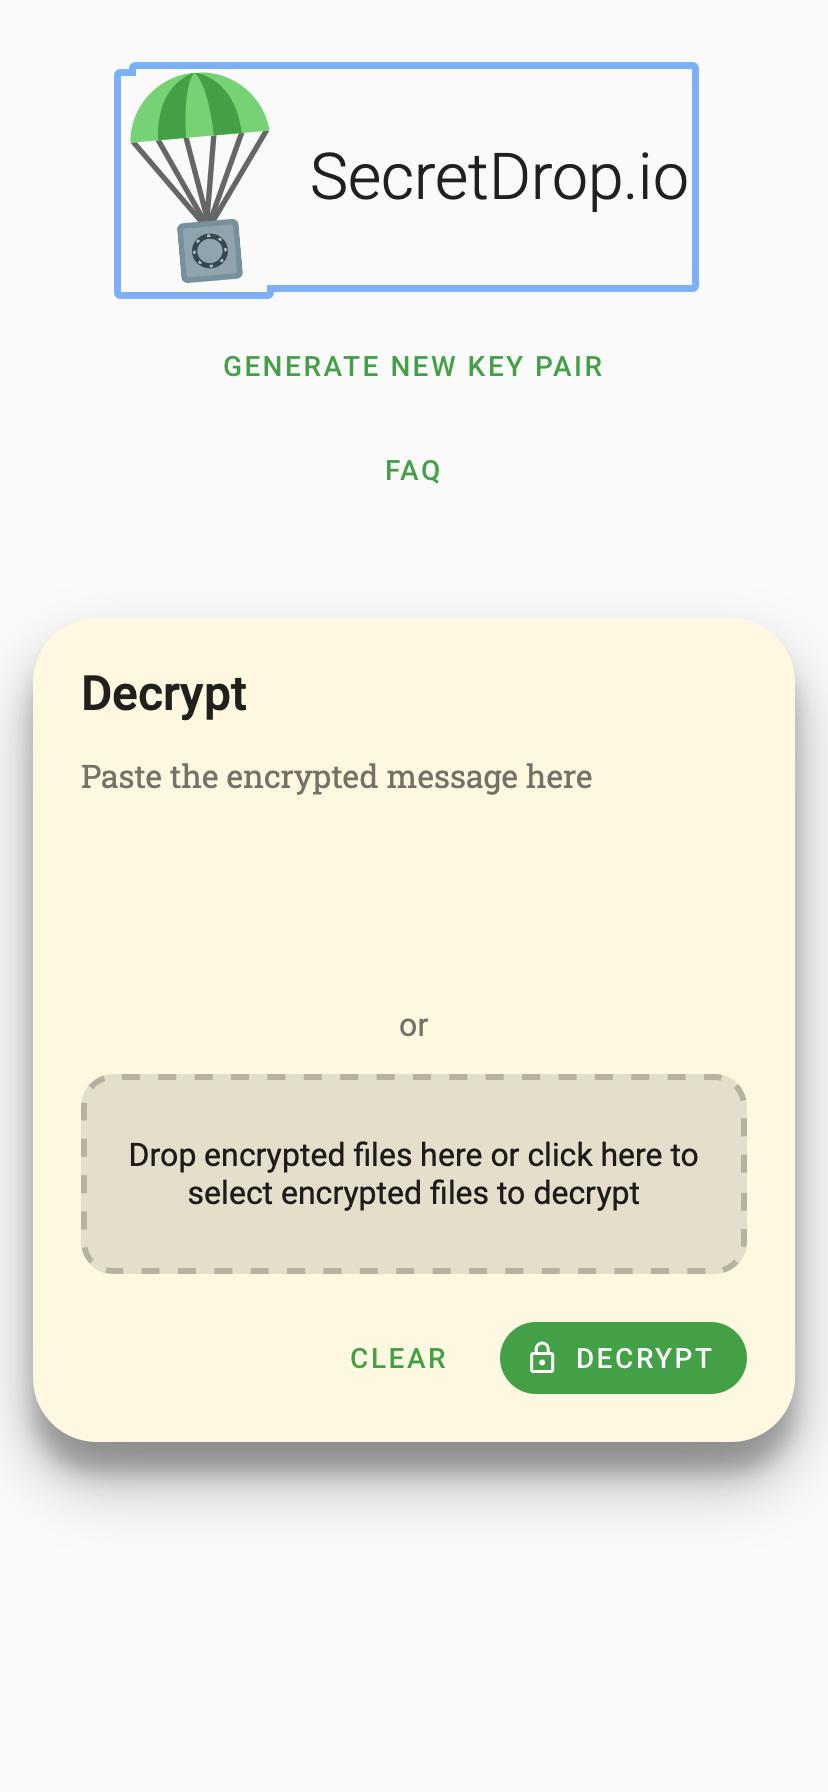 SecretDrop.io
GENERATE NEW KEY PAIR
FAQ
Decrypt
Paste the encrypted message here
or
Drop encrypted files here or click here to
select encrypted files to decrypt
CLEAR
DECRYPT